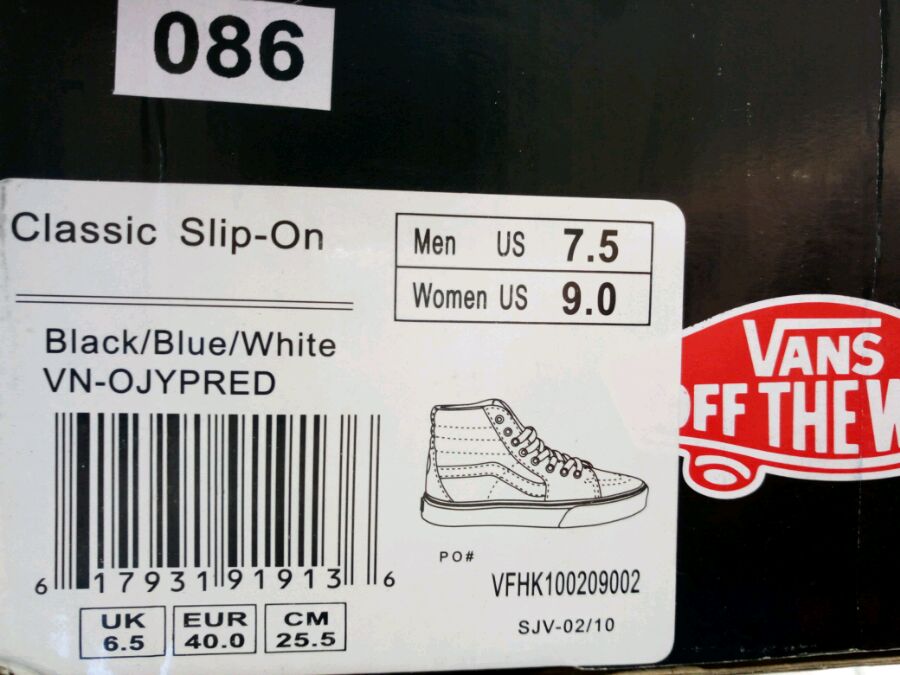 086
Classic Slip-On
Men US 7.5
Women US 9.0
Black/Blue/White
VN-OJYPRED
6 17931 91913 6
PO#
VFHK100209002
SJV-02/10
UK 6.5
EUR 40.0
CM 25.5
VANS
OFF THE W